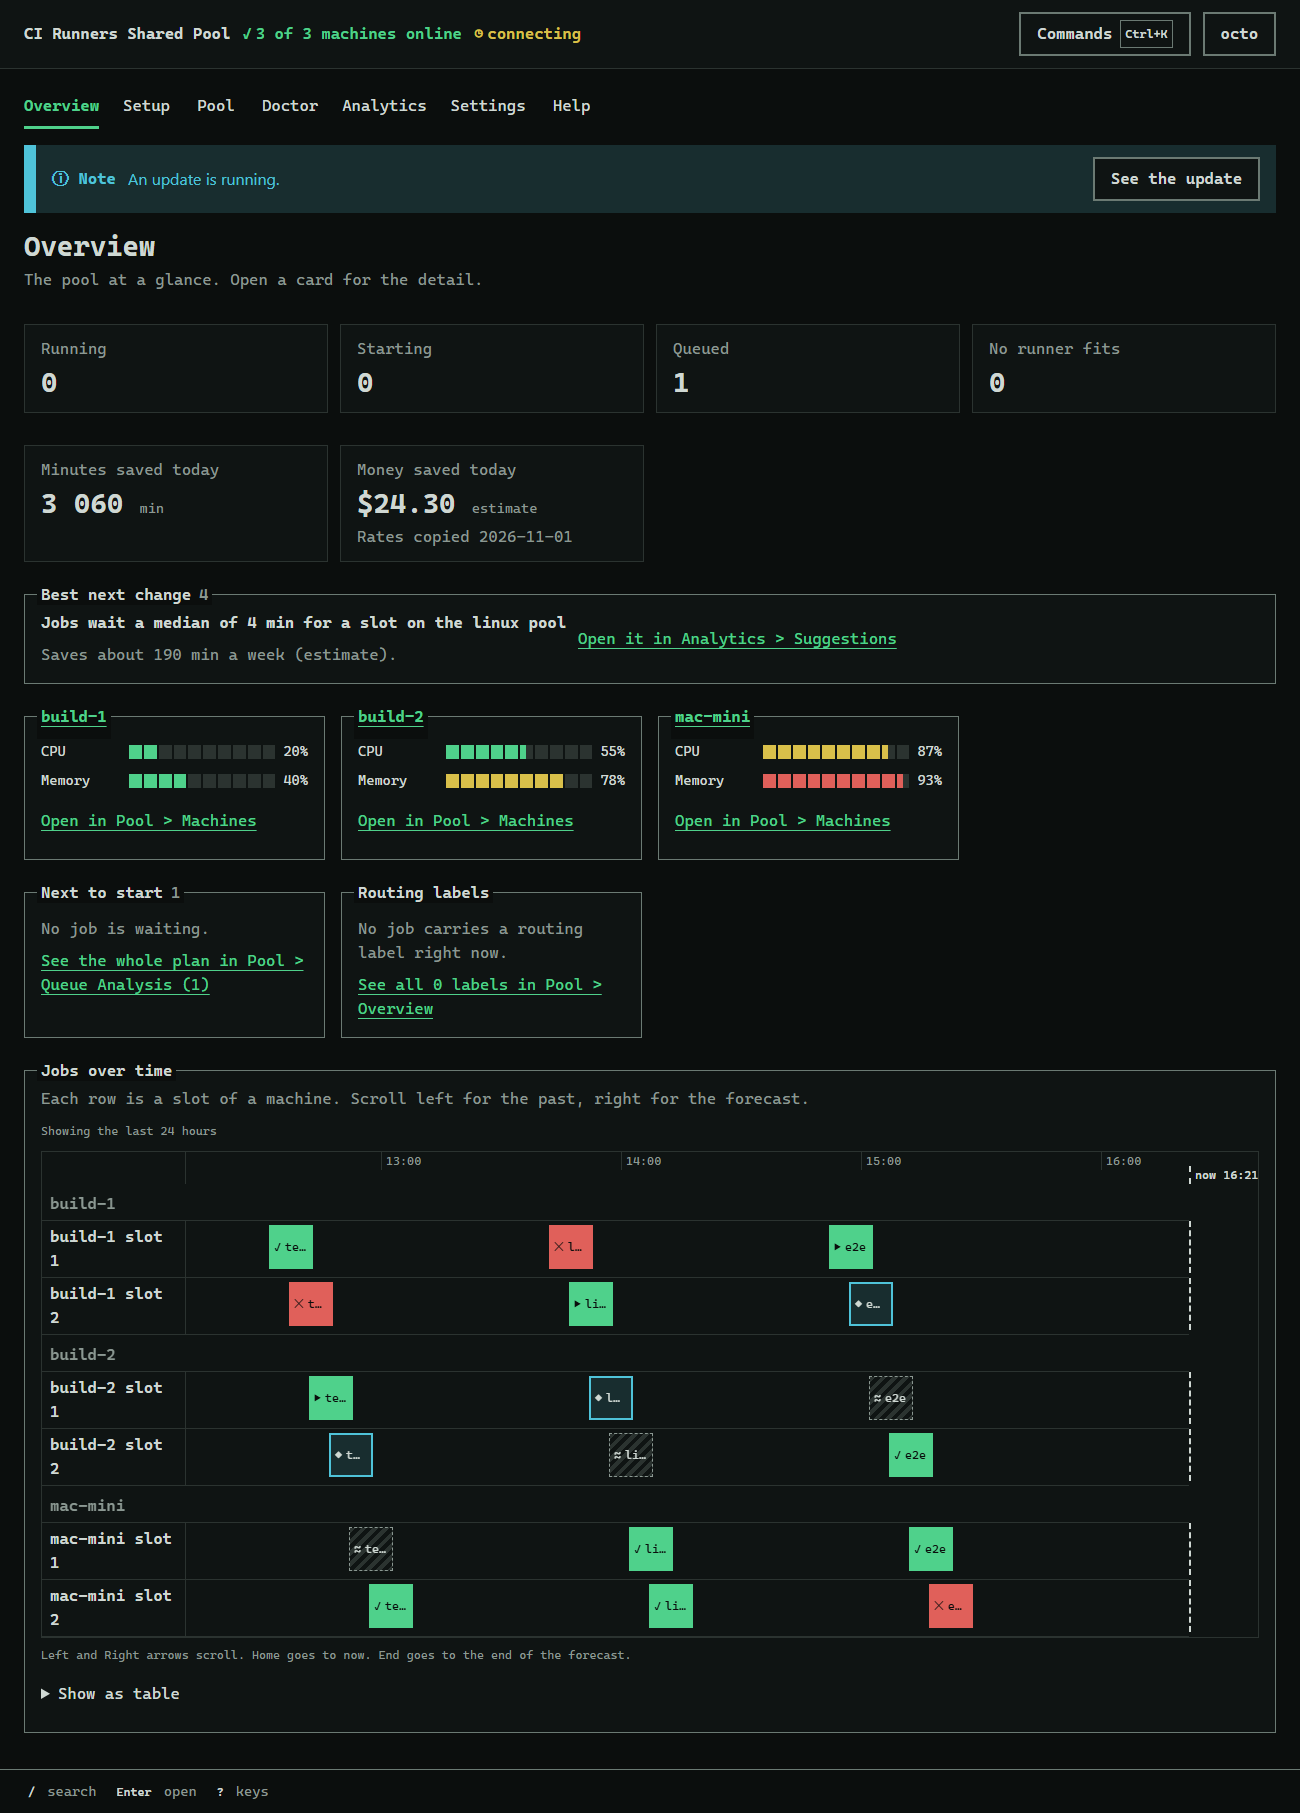 CI Runners Shared Pool ✓ 3 of 3 machines online connecting
Commands Ctrl+K octo
Overview Setup Pool Doctor Analytics Settings Help
Note An update is running. See the update
Overview
The pool at a glance. Open a card for the detail.
Running Starting Queued No runner fits
0 0 1 0
Minutes saved today Money saved today
3 060 min $24.30 estimate
Rates copied 2026-11-01
Best next change 4
Jobs wait a median of 4 min for a slot on the linux pool
Open it in Analytics > Suggestions
Saves about 190 min a week (estimate).
build-1 build-2 mac-mini
CPU 20% CPU 55% CPU 87%
Memory 40% Memory 78% Memory 93%
Open in Pool > Machines Open in Pool > Machines Open in Pool > Machines
Next to start 1
No job is waiting.
See the whole plan in Pool >
Queue Analysis (1)
Routing labels
No job carries a routing
label right now.
See all 0 labels in Pool >
Overview
Jobs over time
Each row is a slot of a machine. Scroll left for the past, right for the forecast.
Showing the last 24 hours
13:00 14:00 15:00 16:00
now 16:21
build-1
build-1 slot
1
✓ te… ✕ l… ▶ e2e
build-1 slot
2
✕ t… ▶ li… ◆ e…
build-2
build-2 slot
1
▶ te… ◆ l… ≈ e2e
build-2 slot
2
◆ t… ≈ li… ✓ e2e
mac-mini
mac-mini slot
1
≈ te… ✓ li… ✓ e2e
mac-mini slot
2
✓ te… ✓ li… ✕ e…
Left and Right arrows scroll. Home goes to now. End goes to the end of the forecast.
▶ Show as table
/ search Enter open ? keys